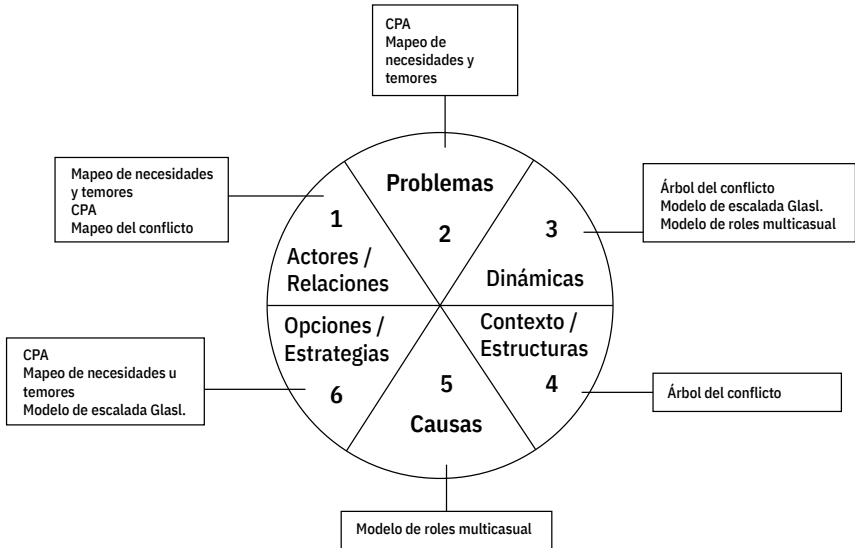 CPA
Mapeo de
necesidades y
temores
Mapeo de necesidades
y temores
CPA
Mapeo del conflicto
Problemas
2
Árbol del conflicto
Modelo de escalada Glasl.
Modelo de roles multicasual
1
Actores /
Relaciones
3
Dinámicas
Opciones /
Estrategias
6
Contexto /
Estructuras
4
CPA
Mapeo de necesidades u
temores
Modelo de escalada Glasl.
5
Causas
Árbol del conflicto
Modelo de roles multicasual